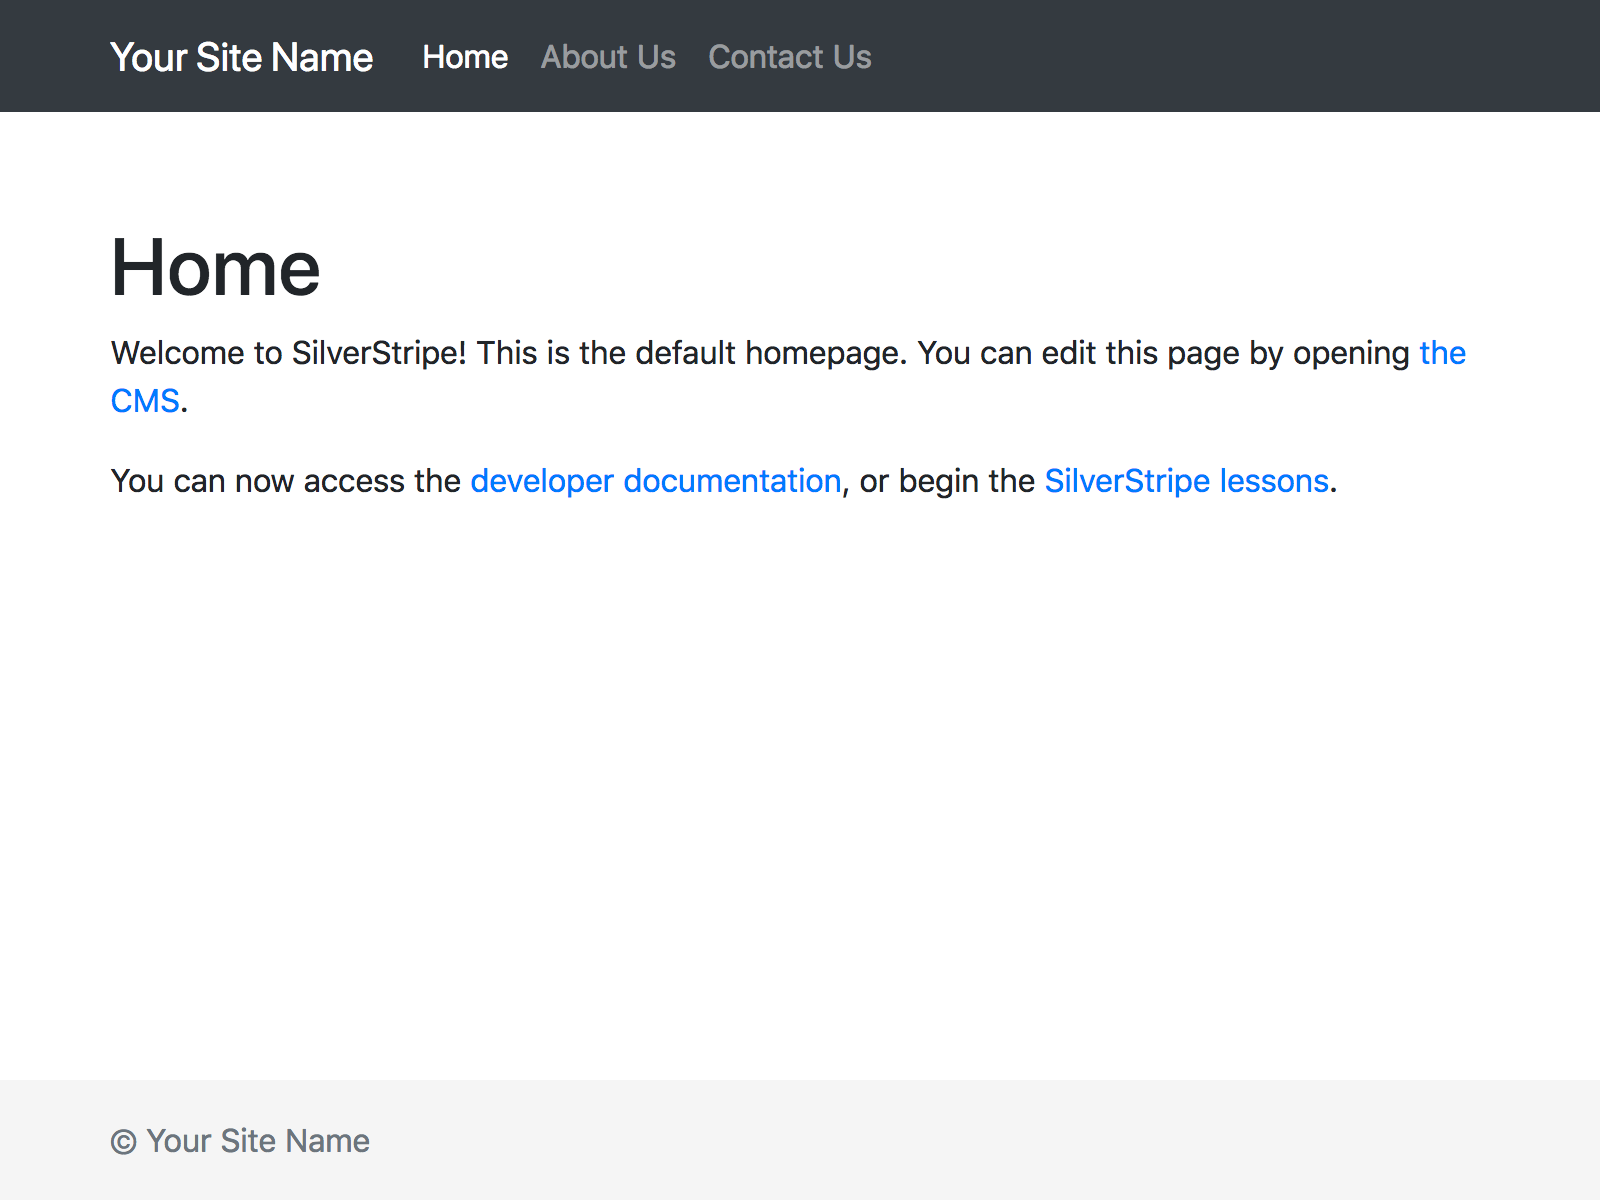 Your Site Name Home About Us Contact Us
Home
Welcome to SilverStripe! This is the default homepage. You can edit this page by opening the
CMS.
You can now access the developer documentation, or begin the SilverStripe lessons.
© Your Site Name